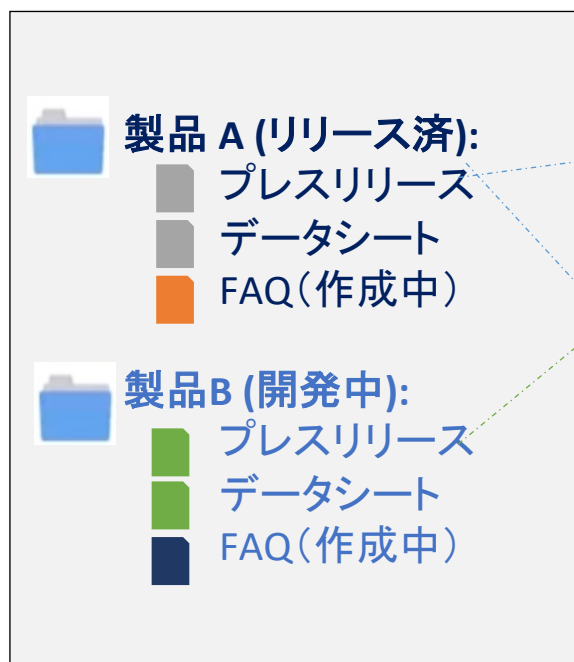 製品 A (リリース済):
プレスリリース
データシート
FAQ（作成中）
製品B (開発中):
プレスリリース
データシート
FAQ（作成中）